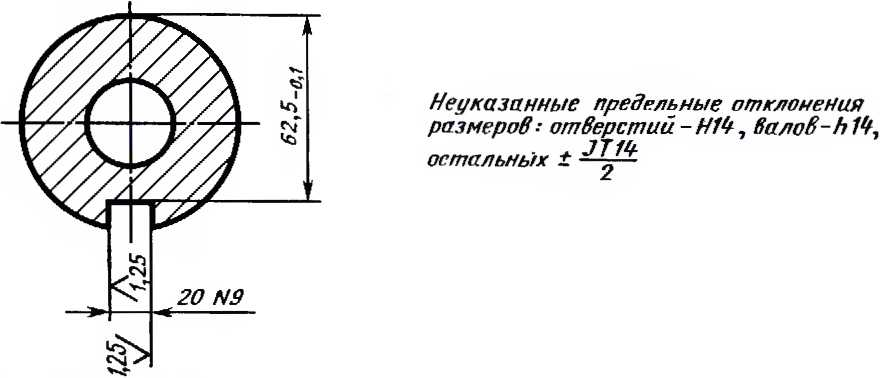 62,5-0,1
Неуказанные предельные отклонения
размеров: отверстий-H14, валов-h14,
остальных ± JT14/2
1,25
20 N9
1,25